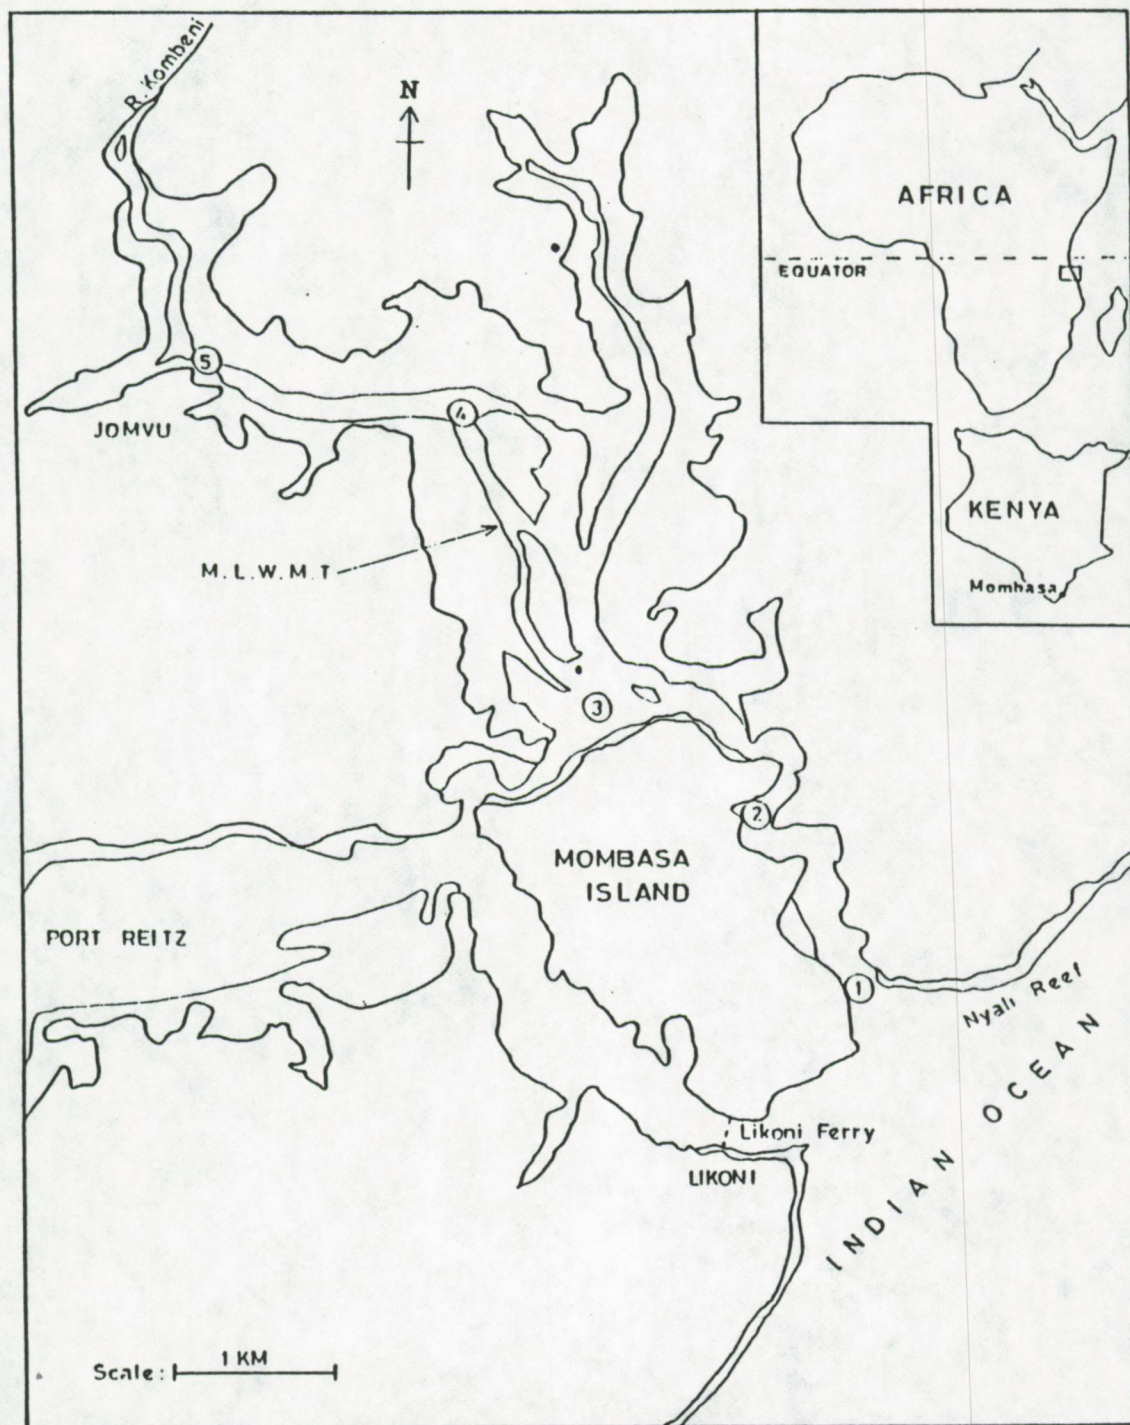 R. Kombeni
N
AFRICA
EQUATOR
5
4
JOMVU
KENYA
M.L.W.M.T
Mombasa
3
2
MOMBASA
ISLAND
PORT REITZ
1
Nyali Reef
INDIAN OCEAN
Likoni Ferry
LIKONI
Scale: 1 KM